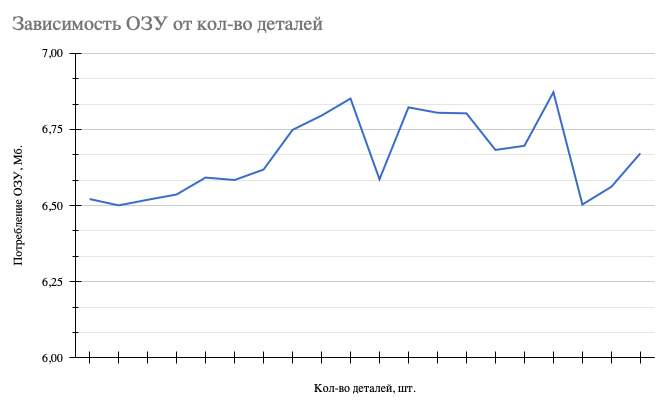 Зависимость ОЗУ от кол-во деталей
7,00
6,75
6,50
6,25
6,00
Потребление ОЗУ, Мб.
Кол-во деталей, шт.